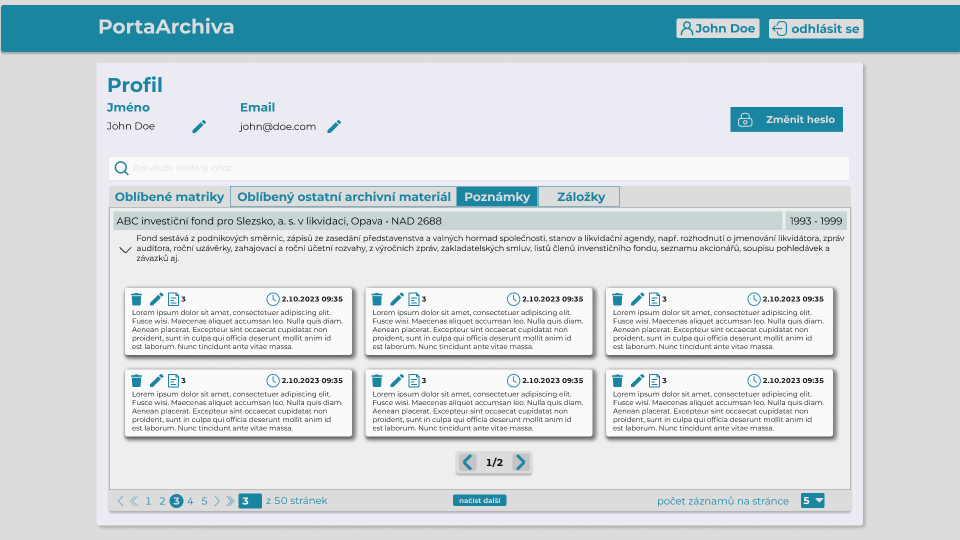 PortaArchiva
John Doe
odhlásit se
Profil
Jméno
Email
John Doe
john@doe.com
Změnit heslo
Zde vložte hledaný výraz
Oblíbené matriky
Oblíbený ostatní archivní materiál
Poznámky
Záložky
ABC investiční fond pro Slezsko, a. s. v likvidaci, Opava • NAD 2688
1993 - 1999
Fond sestává z podnikových směrnic, zápisů ze zasedání představenstva a valných hormad společnosti, stanov a likvidační agendy, např. rozhodnutí o jmenování likvidátora, zpráv
auditora, roční uzávěrky, zahajovací a roční účetní rozvahy, z výročních zpráv, zakladatelských smluv, listů členů invenstičního fondu, seznamu akcionářů, soupisu pohledávek a
závazků aj.
3
2.10.2023 09:35
Lorem ipsum dolor sit amet, consectetuer adipiscing elit.
Fusce wisi. Maecenas aliquet accumsan leo. Nulla quis diam.
Aenean placerat. Excepteur sint occaecat cupidatat non
proident, sunt in culpa qui officia deserunt mollit anim id
est laborum. Nunc tincidunt ante vitae massa.
3
2.10.2023 09:35
Lorem ipsum dolor sit amet, consectetuer adipiscing elit.
Fusce wisi. Maecenas aliquet accumsan leo. Nulla quis diam.
Aenean placerat. Excepteur sint occaecat cupidatat non
proident, sunt in culpa qui officia deserunt mollit anim id
est laborum. Nunc tincidunt ante vitae massa.
3
2.10.2023 09:35
Lorem ipsum dolor sit amet, consectetuer adipiscing elit.
Fusce wisi. Maecenas aliquet accumsan leo. Nulla quis diam.
Aenean placerat. Excepteur sint occaecat cupidatat non
proident, sunt in culpa qui officia deserunt mollit anim id
est laborum. Nunc tincidunt ante vitae massa.
3
2.10.2023 09:35
Lorem ipsum dolor sit amet, consectetuer adipiscing elit.
Fusce wisi. Maecenas aliquet accumsan leo. Nulla quis diam.
Aenean placerat. Excepteur sint occaecat cupidatat non
proident, sunt in culpa qui officia deserunt mollit anim id
est laborum. Nunc tincidunt ante vitae massa.
3
2.10.2023 09:35
Lorem ipsum dolor sit amet, consectetuer adipiscing elit.
Fusce wisi. Maecenas aliquet accumsan leo. Nulla quis diam.
Aenean placerat. Excepteur sint occaecat cupidatat non
proident, sunt in culpa qui officia deserunt mollit anim id
est laborum. Nunc tincidunt ante vitae massa.
3
2.10.2023 09:35
Lorem ipsum dolor sit amet, consectetuer adipiscing elit.
Fusce wisi. Maecenas aliquet accumsan leo. Nulla quis diam.
Aenean placerat. Excepteur sint occaecat cupidatat non
proident, sunt in culpa qui officia deserunt mollit anim id
est laborum. Nunc tincidunt ante vitae massa.
1/2
1 2 3 4 5
3
z 50 stránek
načíst další
počet záznamů na stránce
5